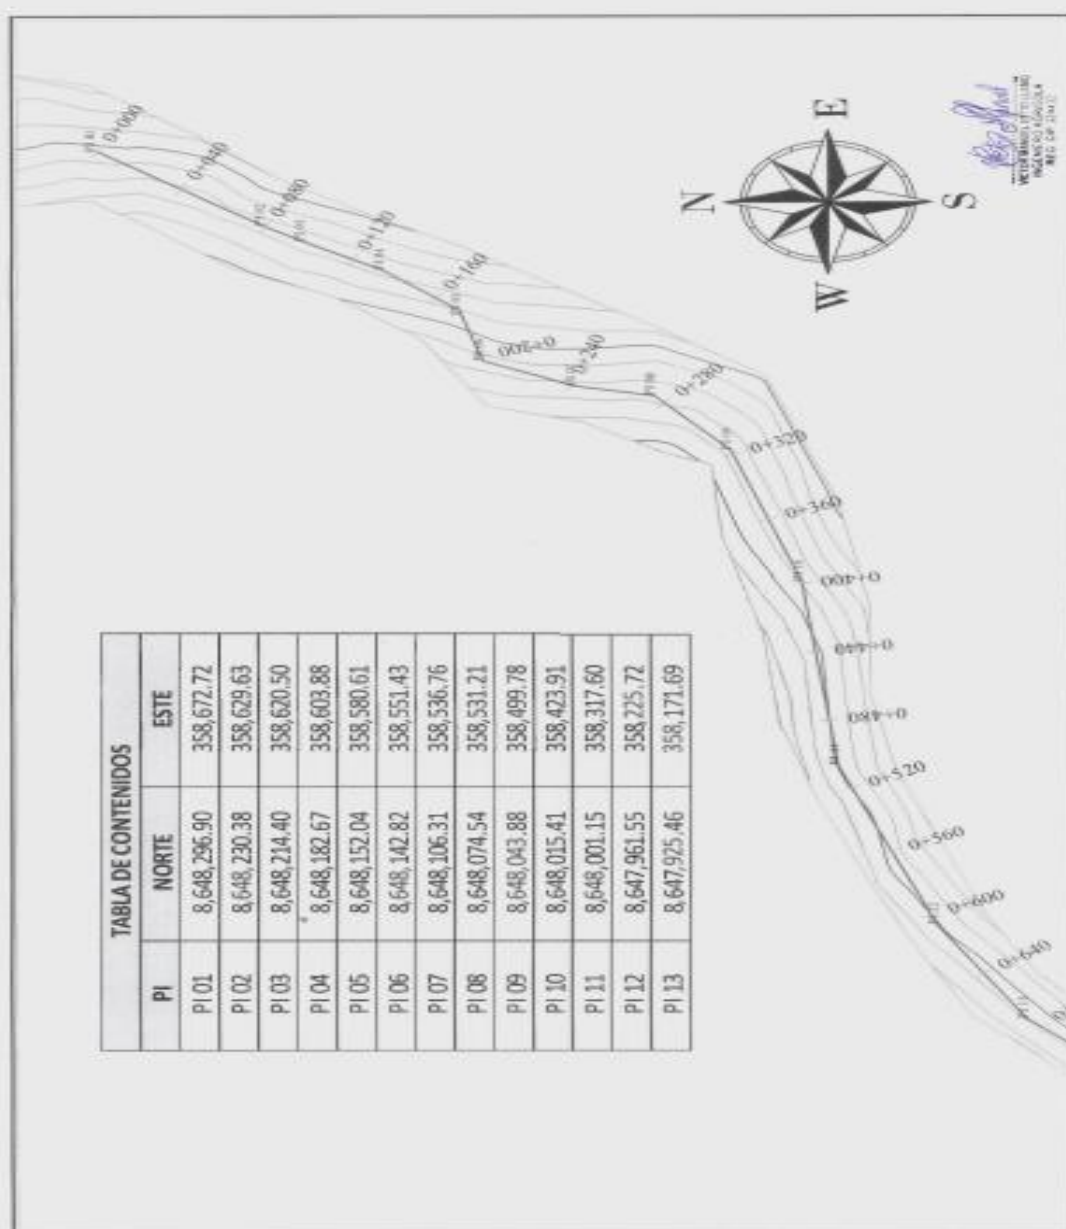 TABLA DE CONTENIDOS
PI NORTE ESTE
PI 01 8,648,296.90 358,672.72
PI 02 8,648,230.38 358,629.63
PI 03 8,648,214.40 358,620.50
PI 04 8,648,182.67 358,603.88
PI 05 8,648,152.04 358,580.61
PI 06 8,648,142.82 358,551.43
PI 07 8,648,106.31 358,536.76
PI 08 8,648,074.54 358,531.21
PI 09 8,648,043.88 358,499.78
PI 10 8,648,015.41 358,423.91
PI 11 8,648,001.15 358,317.60
PI 12 8,647,961.55 358,225.72
PI 13 8,647,925.46 358,171.69
0+000
0+040
0+080
0+120
0+160
0+200
0+240
0+280
0+320
0+360
0+400
0+440
0+480
0+520
0+560
0+600
0+640
N
E
S
W